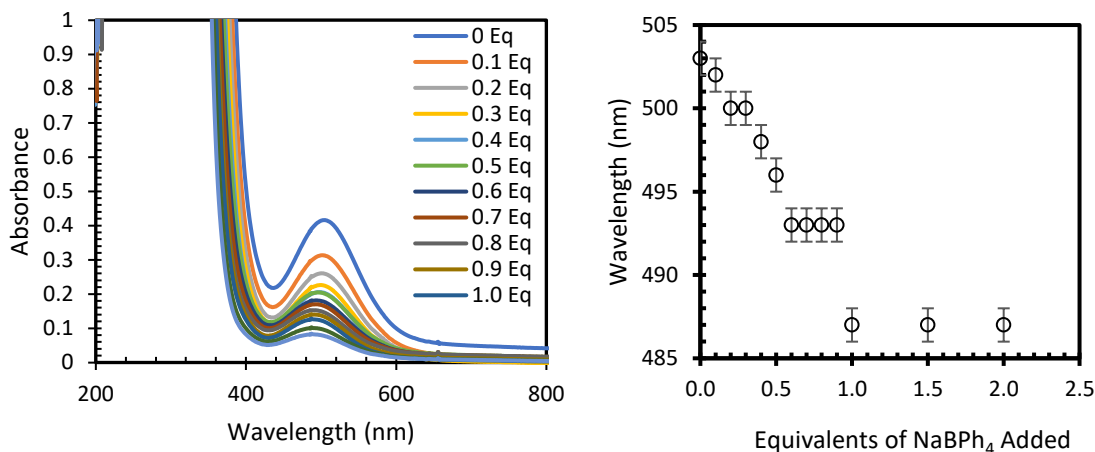 1
0.9
0.8
0.7
0.6
0.5
0.4
0.3
0.2
0.1
0
200
400
600
800
Absorbance
Wavelength (nm)
0 Eq
0.1 Eq
0.2 Eq
0.3 Eq
0.4 Eq
0.5 Eq
0.6 Eq
0.7 Eq
0.8 Eq
0.9 Eq
1.0 Eq
505
500
495
490
485
0.0
0.5
1.0
1.5
2.0
2.5
Wavelength (nm)
Equivalents of NaBPh₄ Added